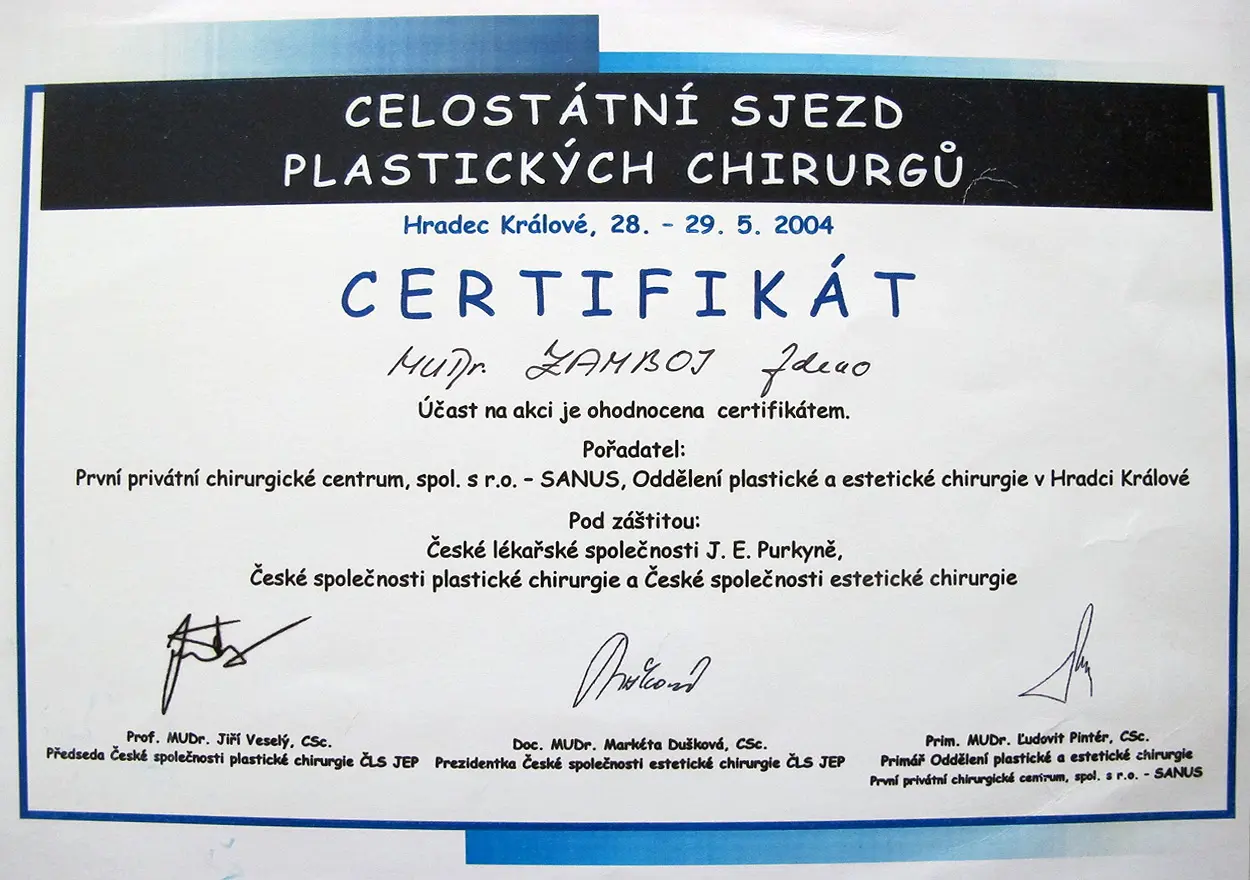 CELOSTÁTNÍ SJEZD
PLASTICKÝCH CHIRURGŮ
Hradec Králové, 28. - 29. 5. 2004
CERTIFIKÁT
MUDr. ZAMBOJ Zdeno
Účast na akci je ohodnocena certifikátem.
Pořadatel:
První privátní chirurgické centrum, spol. s r.o. - SANUS, Oddělení plastické a estetické chirurgie v Hradci Králové
Pod záštitou:
České lékařské společnosti J. E. Purkyně,
České společnosti plastické chirurgie a České společnosti estetické chirurgie
Prof. MUDr. Jiří Veselý, CSc.
Předseda České společnosti plastické chirurgie ČLS JEP
Doc. MUDr. Markéta Dušková, CSc.
Prezidentka České společnosti estetické chirurgie ČLS JEP
Prim. MUDr. Ľudovit Pintér, CSc.
Primář Oddělení plastické a estetické chirurgie
První privátní chirurgické centrum, spol. s r.o. - SANUS